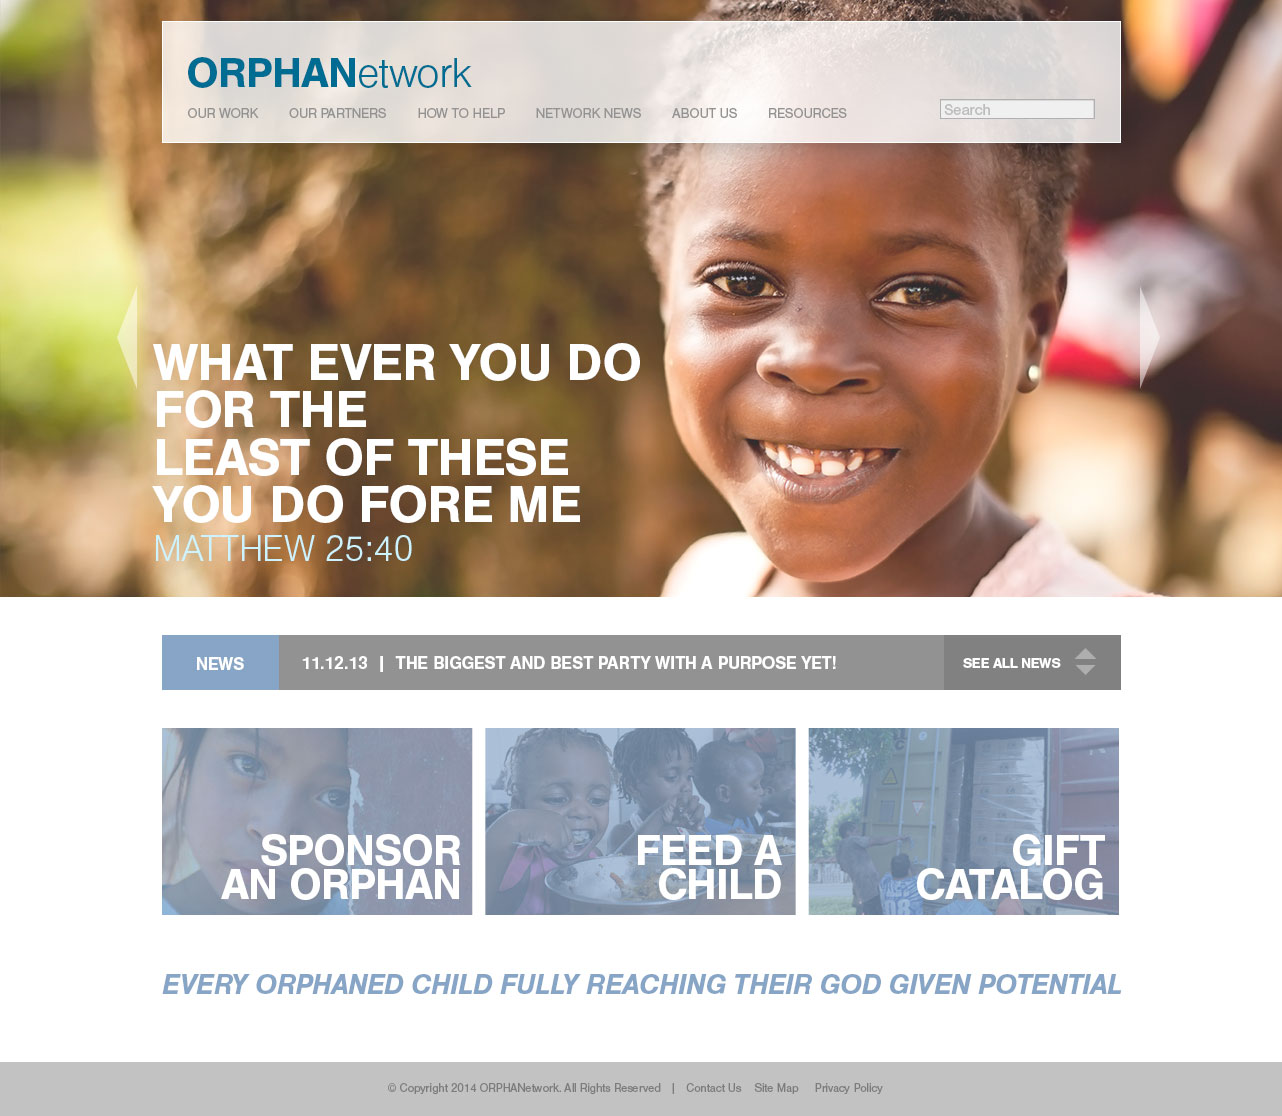 ORPHANetwork
OUR WORK OUR PARTNERS HOW TO HELP NETWORK NEWS ABOUT US RESOURCES
Search
WHAT EVER YOU DO
FOR THE
LEAST OF THESE
YOU DO FORE ME
MATTHEW 25:40
NEWS
11.12.13 | THE BIGGEST AND BEST PARTY WITH A PURPOSE YET!
SEE ALL NEWS
SPONSOR
AN ORPHAN
FEED A
CHILD
GIFT
CATALOG
EVERY ORPHANED CHILD FULLY REACHING THEIR GOD GIVEN POTENTIAL
© Copyright 2014 ORPHANetwork. All Rights Reserved | Contact Us Site Map Privacy Policy